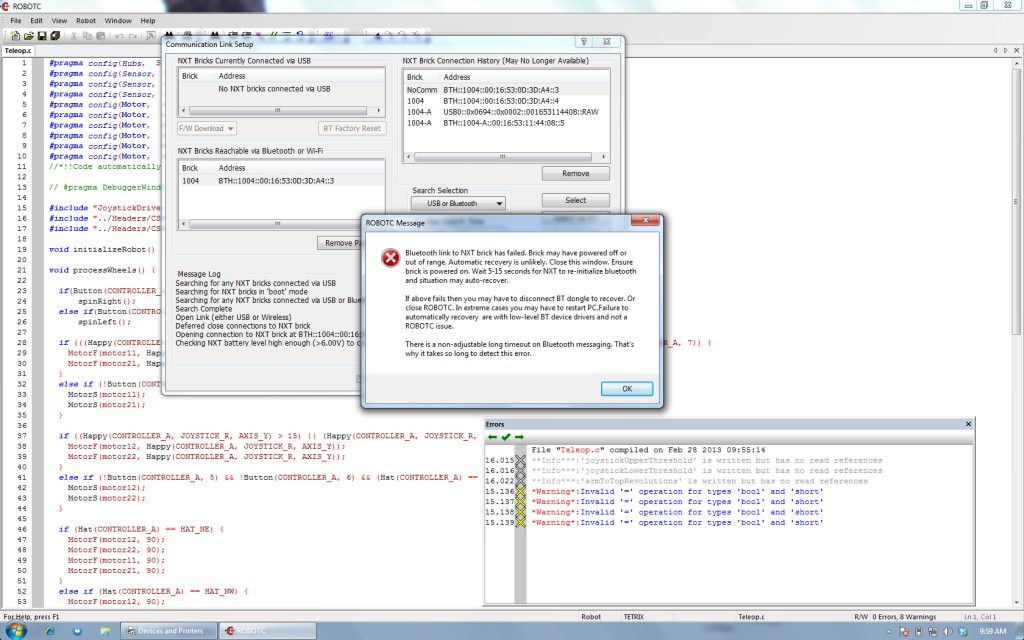 ROBOTC
File Edit View Robot Window Help
Teleop.c
Communication Link Setup
NXT Bricks Currently Connected via USB
Brick Address
No NXT bricks connected via USB
F/W Download
BT Factory Reset
NXT Bricks Reachable via Bluetooth or Wi-Fi
Brick Address
1004 BTH::1004::00:16:53:0D:3D:A4::3
Remove Pa
NXT Brick Connection History (May No Longer Available)
Brick Address
NoComm BTH::1004::00:16:53:0D:3D:A4::3
1004 BTH::1004::00:16:53:0D:3D:A4::4
1004-A USB0::0x0694::0x0002::001653114408::RAW
1004-A BTH::1004-A::00:16:53:11:44:08::5
Remove
Search Selection
USB or Bluetooth
Select
Message Log
Searching for any NXT bricks connected via USB
Searching for NXT bricks in 'boot' mode
Searching for any NXT bricks connected via USB or Blue
Search Complete
Open Link (either USB or Wireless)
Deferred close connections to NXT brick
Opening connection to NXT brick at BTH::1004::00:16:
Checking NXT battery level high enough (>6.00V) to
ROBOTC Message
Bluetooth link to NXT brick has failed. Brick may have powered off or
out of range. Automatic recovery is unlikely. Close this window. Ensure
brick is powered on. Wait 5-15 seconds for NXT to re-initialize bluetooth
and situation may auto-recover.
If above fails then you may have to disconnect BT dongle to recover. Or
close ROBOTC. In extreme cases you may have to restart PC.Failure to
automatically recovery are with low-level BT device drivers and not a
ROBOTC issue.
There is a non-adjustable long timeout on Bluetooth messaging. That's
why it takes so long to detect this error.
OK
1 #pragma config(Hubs, S
2 #pragma config(Sensor,
3 #pragma config(Sensor,
4 #pragma config(Sensor,
5 #pragma config(Motor,
6 #pragma config(Motor,
7 #pragma config(Motor,
8 #pragma config(Motor,
9 #pragma config(Motor,
10 #pragma config(Motor,
11 //*!!Code automatically
12
13 // #pragma DebuggerWind
14
15 #include "JoystickDrive
16 #include "../Headers/CS
17 #include "../Headers/CS
18
19 void initializeRobot()
20
21 void processWheels() {
22
23 if(Button(CONTROLLER_
24 spinRight();
25 else if(Button(CONTRO
26 spinLeft();
27
28 if (((Happy(CONTROLLE R_A, 7)) {
29 MotorF(motor11, Hap
30 MotorF(motor21, Hap
31 }
32 else if (!Button(CONT
33 MotorS(motor11);
34 MotorS(motor21);
35 }
36
37 if ((Happy(CONTROLLER_A, JOYSTICK_R, AXIS_Y) > 15) || (Happy(CONTROLLER_A, JOYSTICK_R,
38 MotorF(motor12, Happy(CONTROLLER_A, JOYSTICK_R, AXIS_Y));
39 MotorF(motor22, Happy(CONTROLLER_A, JOYSTICK_R, AXIS_Y));
40 }
41 else if (!Button(CONTROLLER_A, 5) && !Button(CONTROLLER_A, 6) && (Hat(CONTROLLER_A) ==
42 MotorS(motor12);
43 MotorS(motor22);
44 }
45
46 if (Hat(CONTROLLER_A) == HAT_NE) {
47 MotorF(motor12, 90);
48 MotorF(motor22, 90);
49 MotorF(motor11, 90);
50 MotorF(motor21, 90);
51 }
52 else if (Hat(CONTROLLER_A) == HAT_NW) {
53 MotorF(motor12, 90);
Errors
File "Teleop.c" compiled on Feb 28 2013 09:55:14
16.015 **Info***:'joystickUpperThreshold' is written but has no read references
16.016 **Info***:'joystickLowerThreshold' is written but has no read references
16.022 **Info***:'armToTopRevolutions' is written but has no read references
15.136 *Warning*:Invalid '=' operation for types 'bool' and 'short'
15.137 *Warning*:Invalid '=' operation for types 'bool' and 'short'
15.138 *Warning*:Invalid '=' operation for types 'bool' and 'short'
15.139 *Warning*:Invalid '=' operation for types 'bool' and 'short'
For Help, press F1
Robot TETRIX Teleop.c R/W 0 Errors, 8 Warnings Ln 1, Col 1
Devices and Printers
ROBOTC
9:59 AM